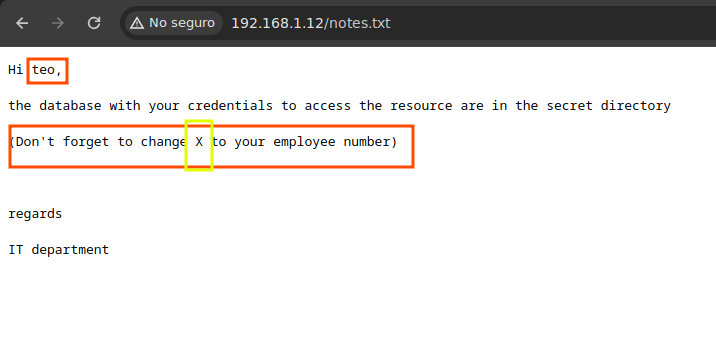 No seguro
192.168.1.12/notes.txt
Hi teo,
the database with your credentials to access the resource are in the secret directory
(Don't forget to change X to your employee number)
regards
IT department